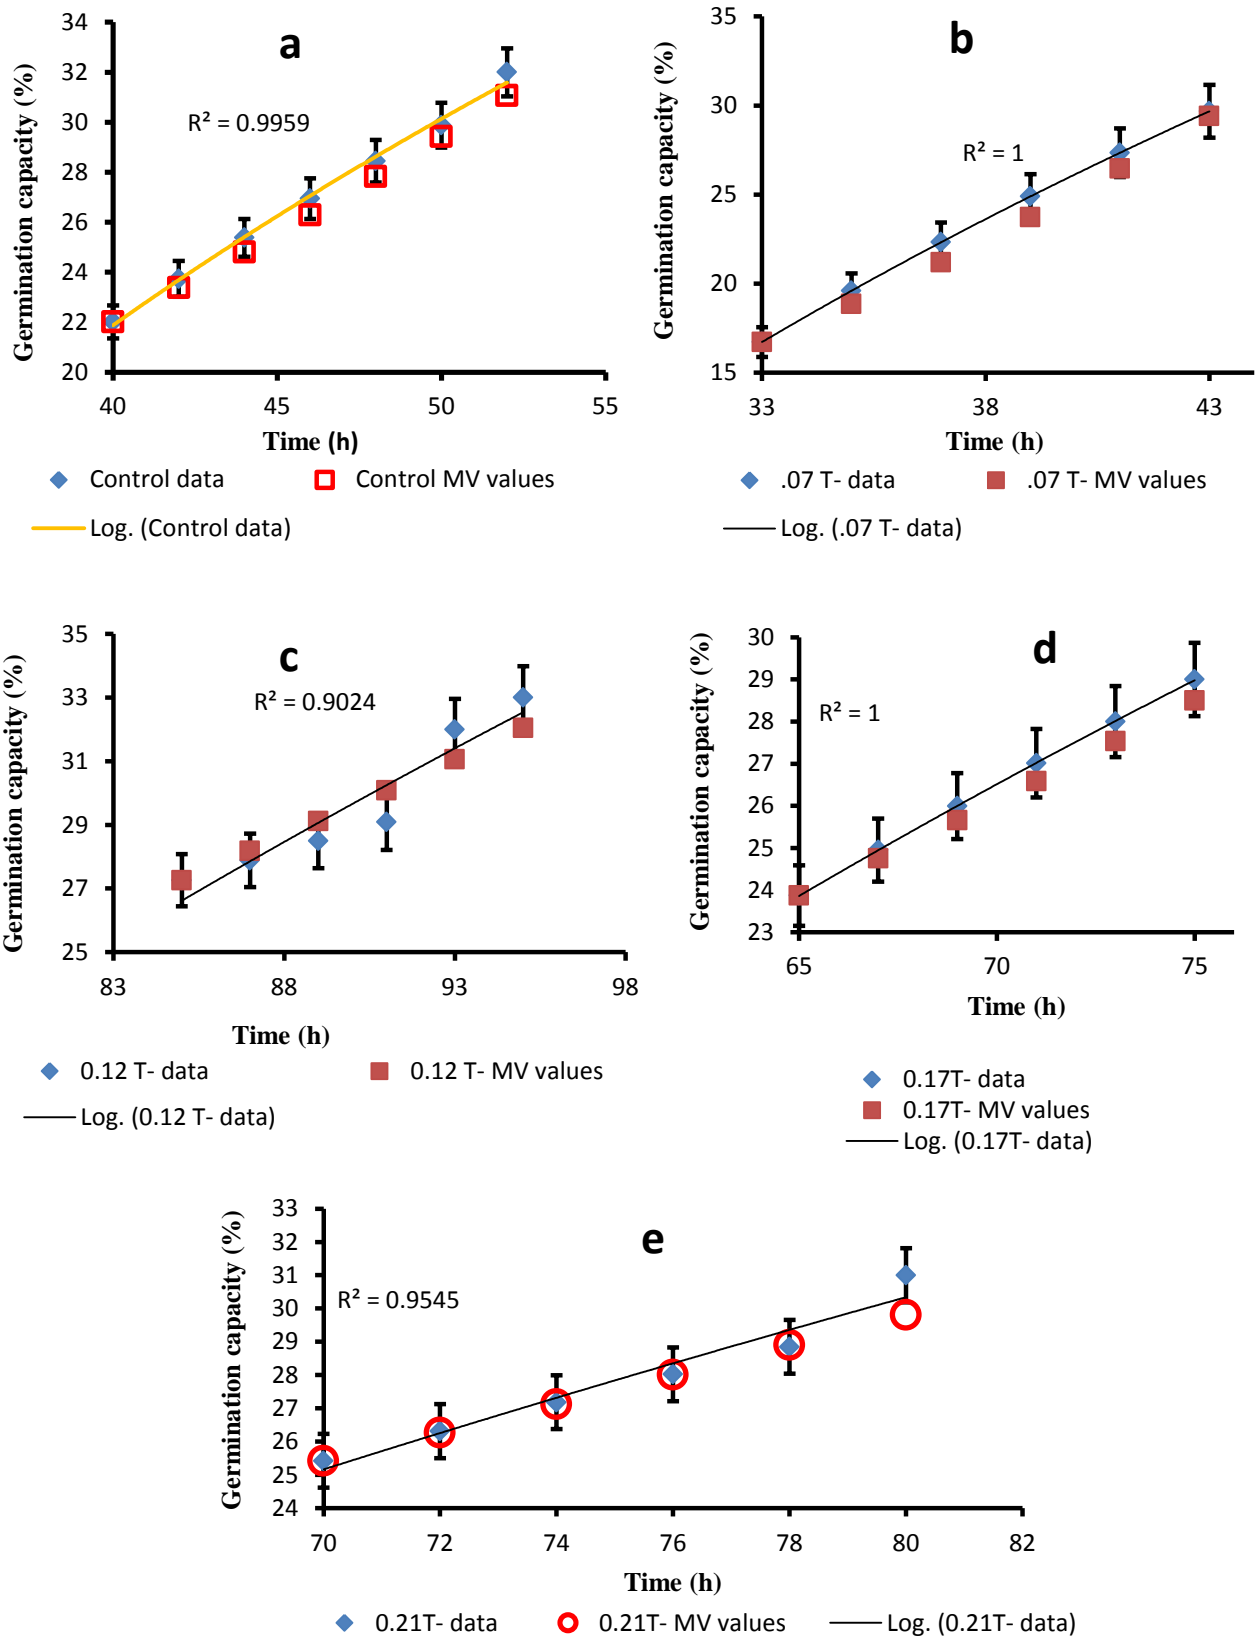 a
Germination capacity (%)
34
32
30
28
26
24
22
20
R² = 0.9959
40 45 50 55
Time (h)
Control data Control MV values
Log. (Control data)
b
Germination capacity (%)
35
30
25
20
15
R² = 1
33 38 43
Time (h)
.07 T- data .07 T- MV values
Log. (.07 T- data)
c
Germination capacity (%)
35
33
31
29
27
25
R² = 0.9024
83 88 93 98
Time (h)
0.12 T- data 0.12 T- MV values
Log. (0.12 T- data)
d
Germination capacity (%)
30
29
28
27
26
25
24
23
R² = 1
65 70 75
Time (h)
0.17T- data
0.17T- MV values
Log. (0.17T- data)
e
Germination capacity (%)
33
32
31
30
29
28
27
26
25
24
R² = 0.9545
70 72 74 76 78 80 82
Time (h)
0.21T- data 0.21T- MV values Log. (0.21T- data)